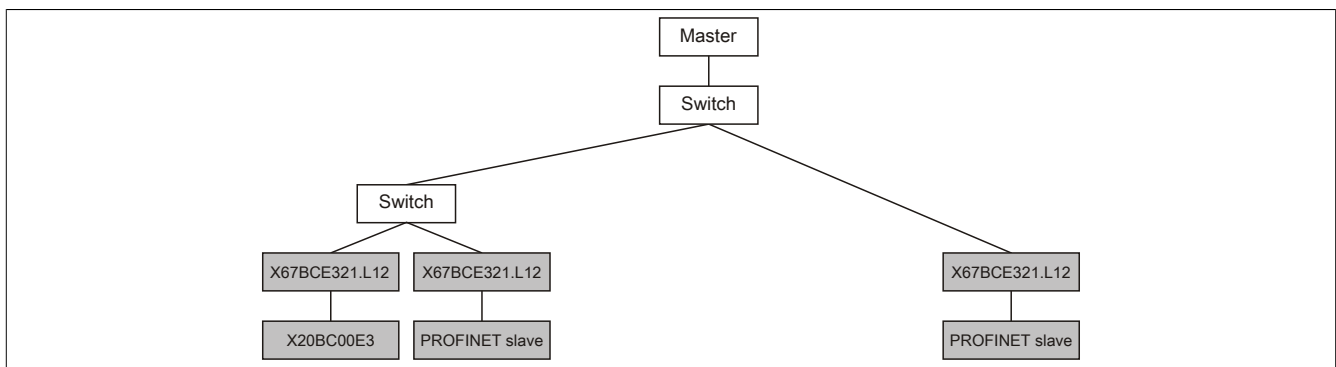 Master
Switch
Switch
X67BCE321.L12
X67BCE321.L12
X67BCE321.L12
X20BC00E3
PROFINET slave
PROFINET slave